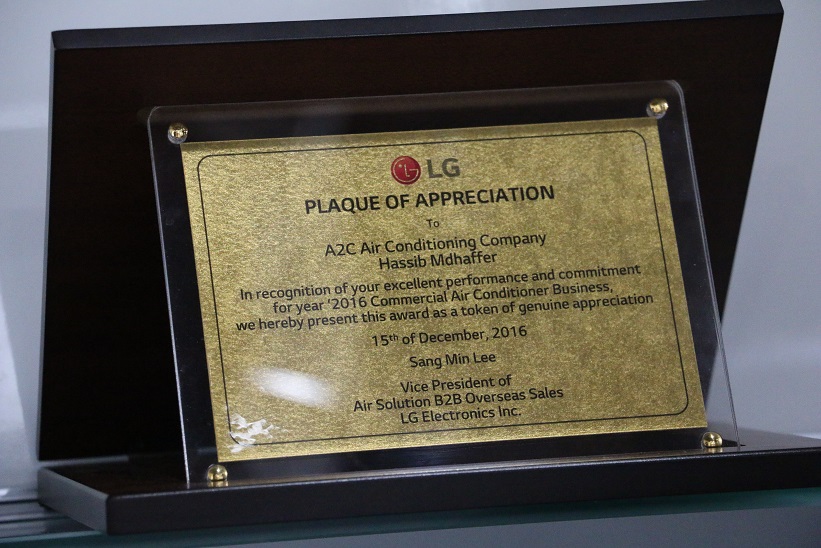 LG
PLAQUE OF APPRECIATION
To
A2C Air Conditioning Company
Hassib Mdhaffer
In recognition of your excellent performance and commitment
for year '2016 Commercial Air Conditioner Business,
we hereby present this award as a token of genuine appreciation
15th of December, 2016
Sang Min Lee
Vice President of
Air Solution B2B Overseas Sales
LG Electronics Inc.